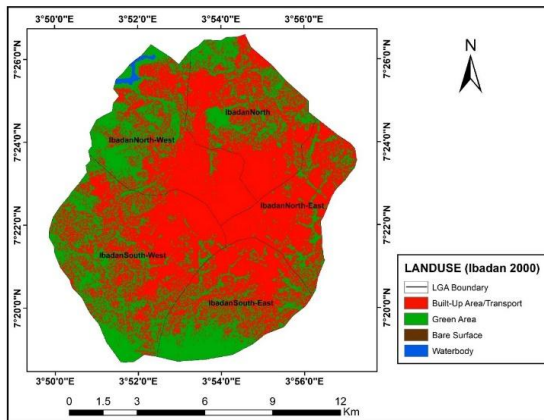 3°50'0"E 3°52'0"E 3°54'0"E 3°56'0"E
7°26'0"N 7°26'0"N
7°24'0"N 7°24'0"N
7°22'0"N 7°22'0"N
7°20'0"N 7°20'0"N
N
IbadanNorth
IbadanNorth-West
IbadanNorth-East
IbadanSouth-West
IbadanSouth-East
LANDUSE (Ibadan 2000)
LGA Boundary
Built-Up Area/Transport
Green Area
Bare Surface
Waterbody
3°50'0"E 3°52'0"E 3°54'0"E 3°56'0"E
0 1.5 3 6 9 12
Km